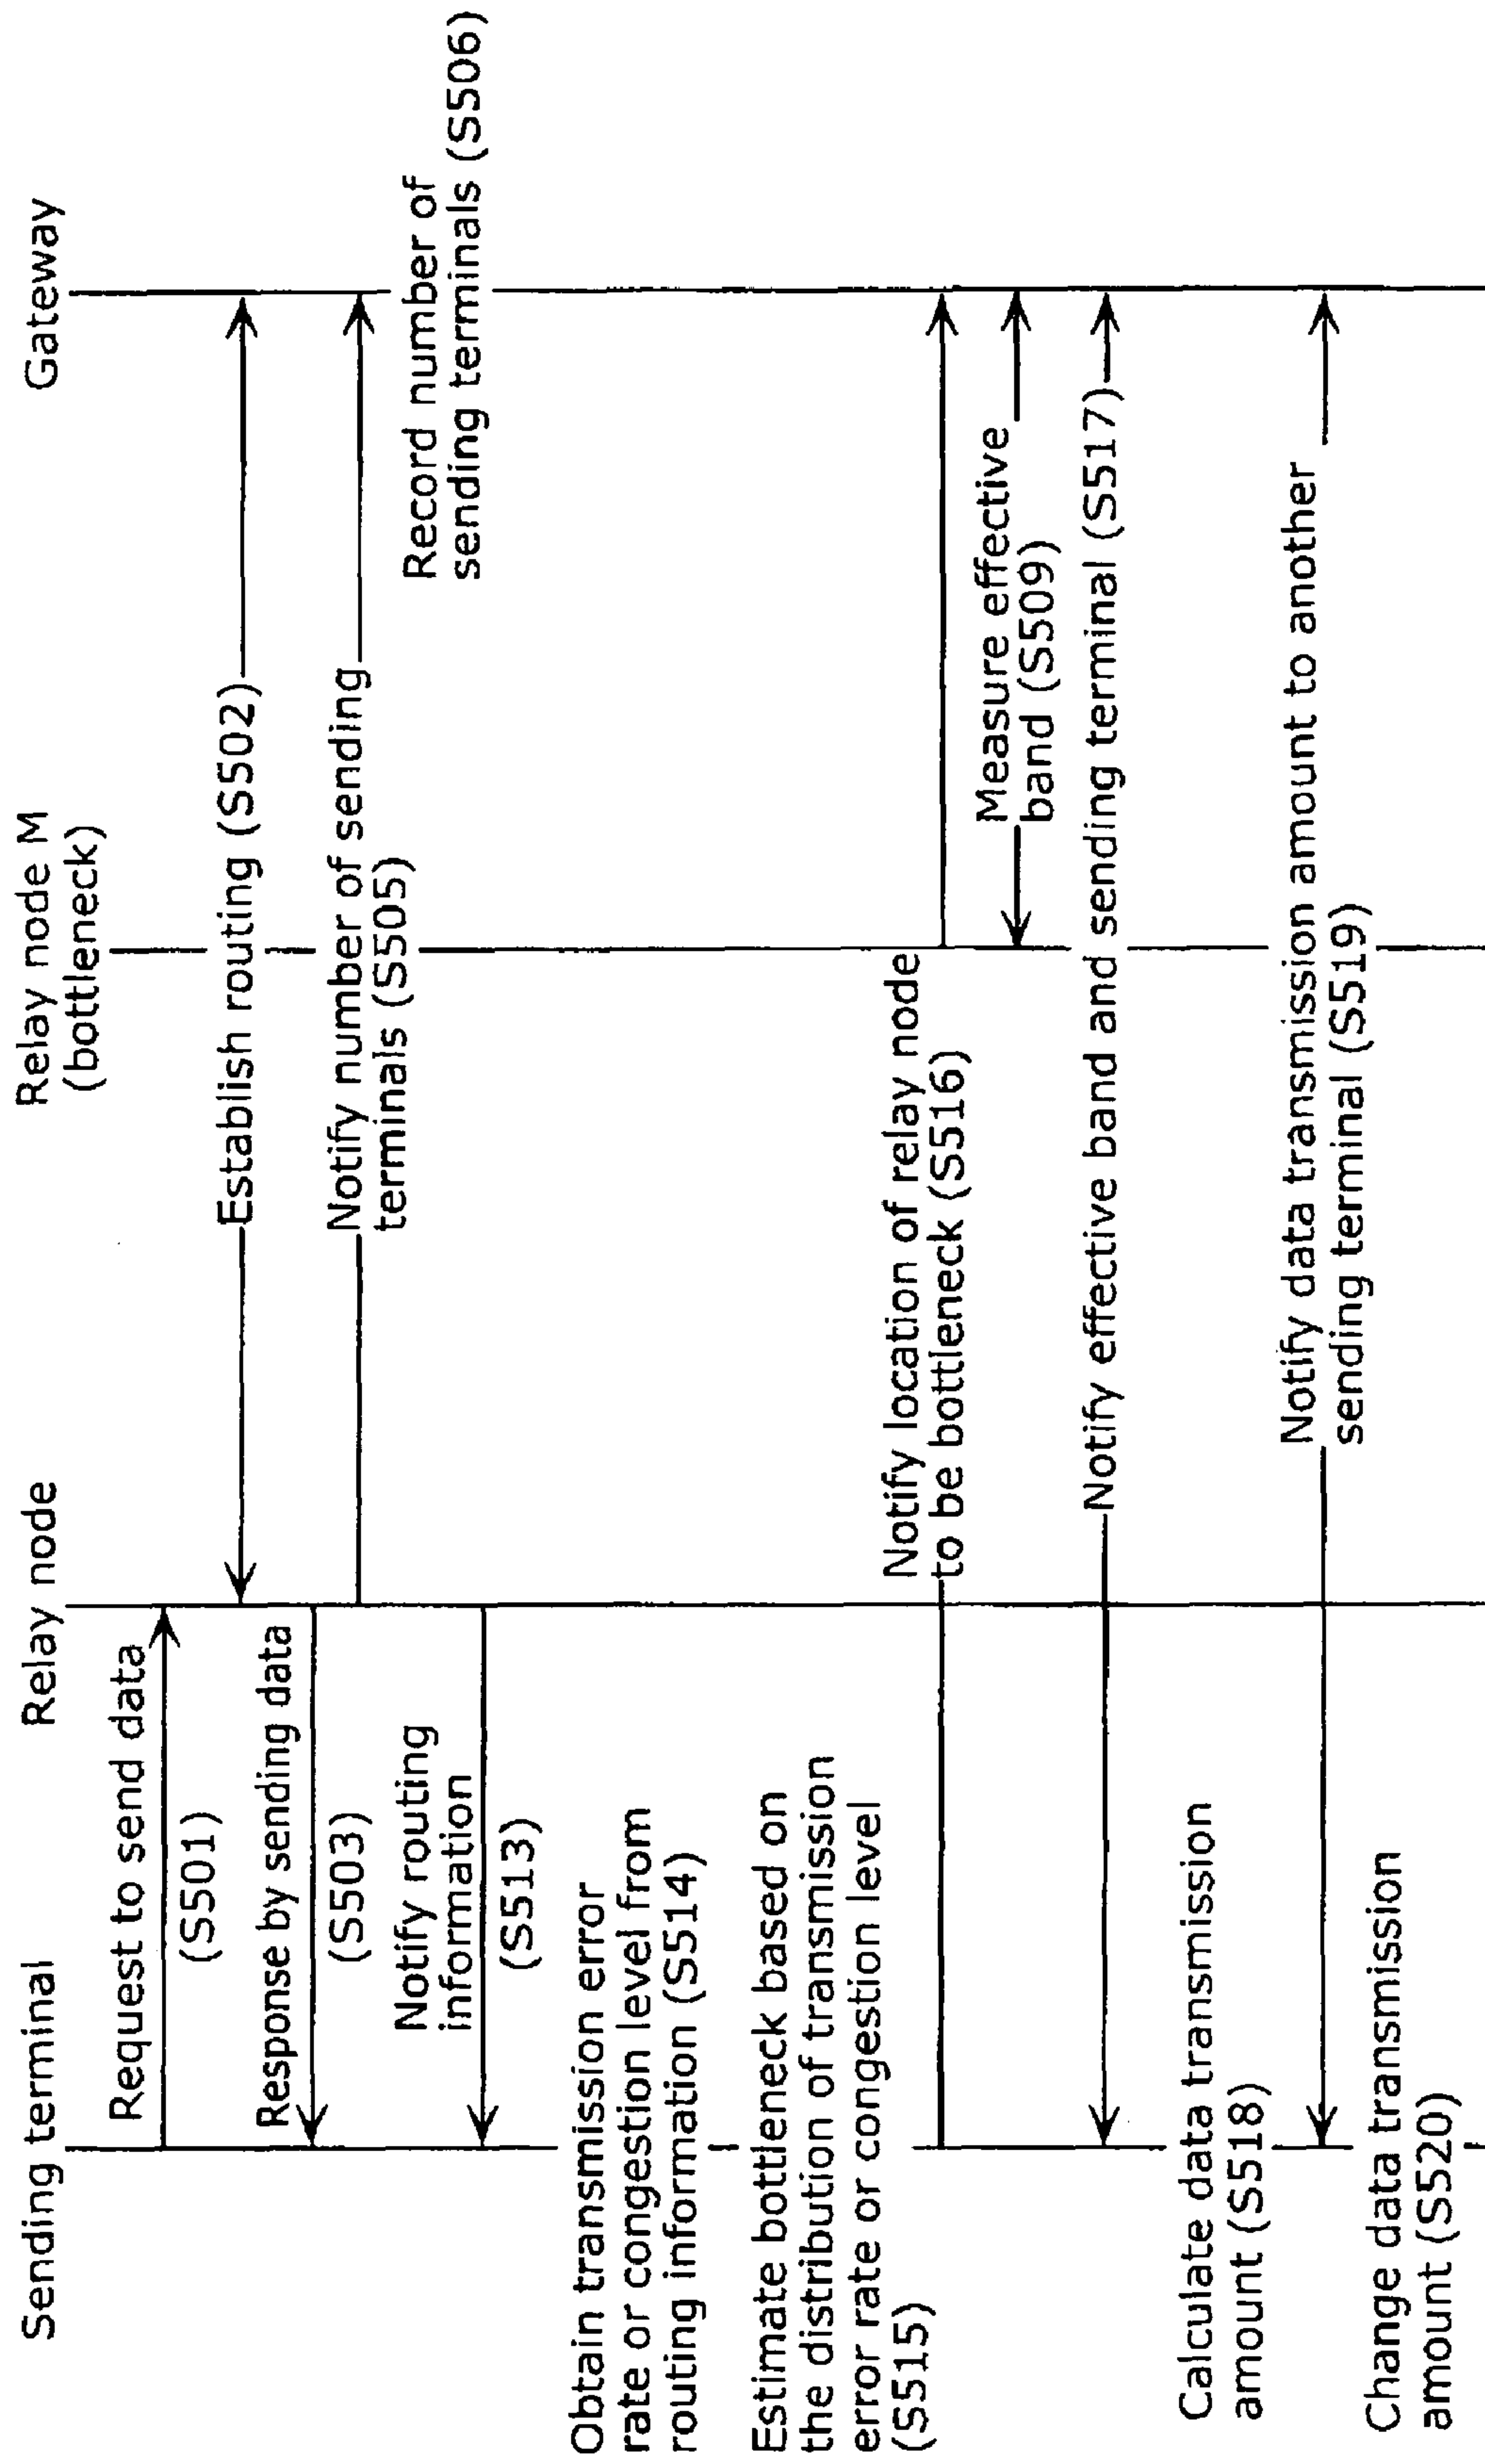 Sending terminal
Relay node
Relay node M
(bottleneck)
Gateway
Request to send data
(S501)
Establish routing (S502)
Response by sending data
(S503)
Notify number of sending
terminals (S505)
Record number of
sending terminals (S506)
Notify routing
information
(S513)
Obtain transmission error
rate or congestion level from
routing information (S514)
Estimate bottleneck based on
the distribution of transmission
error rate or congestion level
(S515)
Notify location of relay node
to be bottleneck (S516)
Measure effective
band (S509)
Notify effective band and sending terminal (S517)
Calculate data transmission
amount (S518)
Notify data transmission amount to another
sending terminal (S519)
Change data transmission
amount (S520)